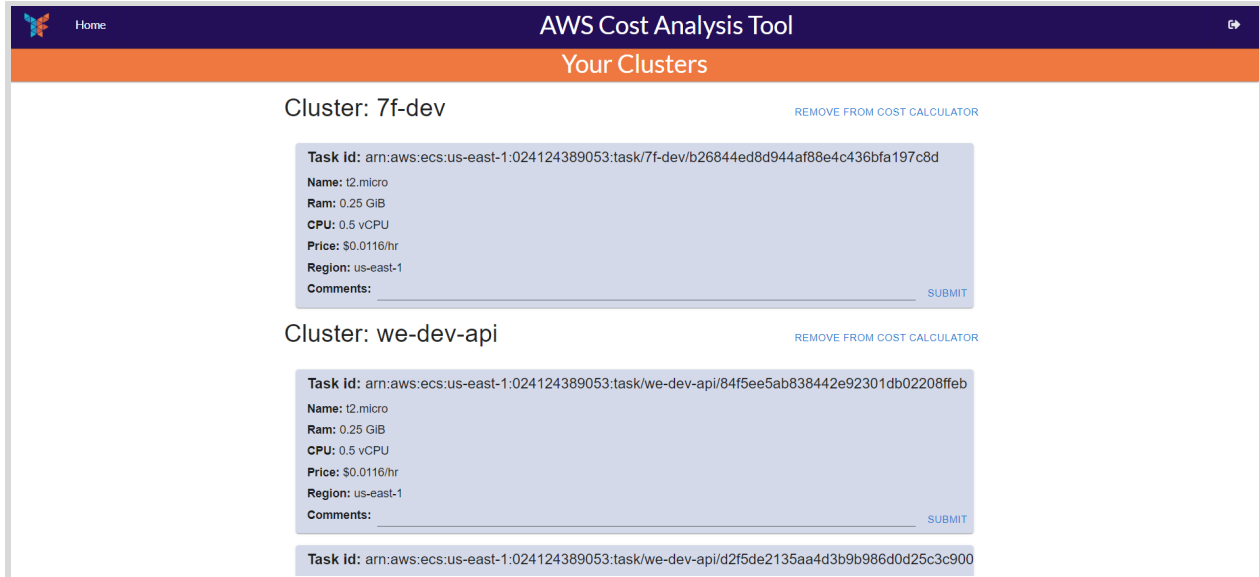 Home
AWS Cost Analysis Tool
Your Clusters
Cluster: 7f-dev
REMOVE FROM COST CALCULATOR
Task id: arn:aws:ecs:us-east-1:024124389053:task/7f-dev/b26844ed8d944af88e4c436bfa197c8d
Name: t2.micro
Ram: 0.25 GiB
CPU: 0.5 vCPU
Price: $0.0116/hr
Region: us-east-1
Comments:
SUBMIT
Cluster: we-dev-api
REMOVE FROM COST CALCULATOR
Task id: arn:aws:ecs:us-east-1:024124389053:task/we-dev-api/84f5ee5ab838442e92301db02208ffeb
Name: t2.micro
Ram: 0.25 GiB
CPU: 0.5 vCPU
Price: $0.0116/hr
Region: us-east-1
Comments:
SUBMIT
Task id: arn:aws:ecs:us-east-1:024124389053:task/we-dev-api/d2f5de2135aa4d3b9b986d0d25c3c900